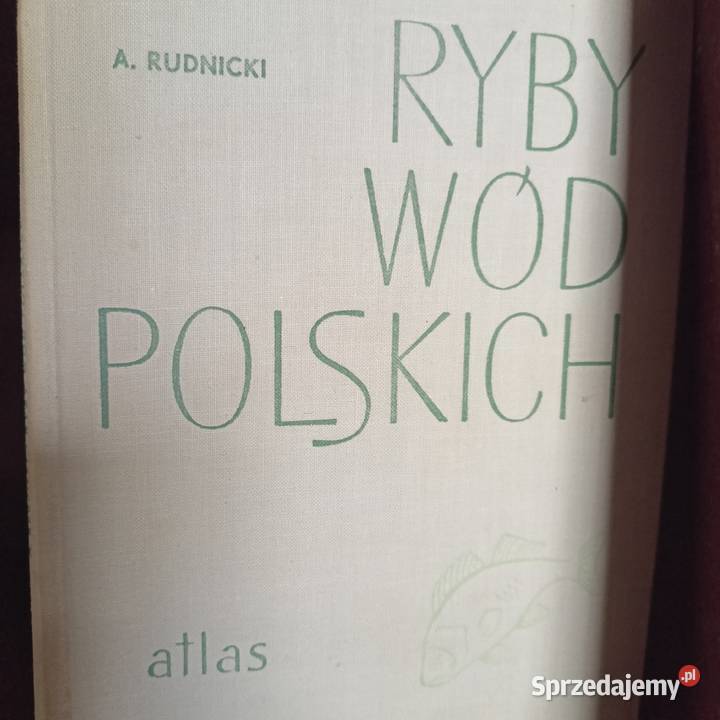 A. RUDNICKI
RYBY
WÓD
POLSKICH
atlas
Sprzedajemy.pl